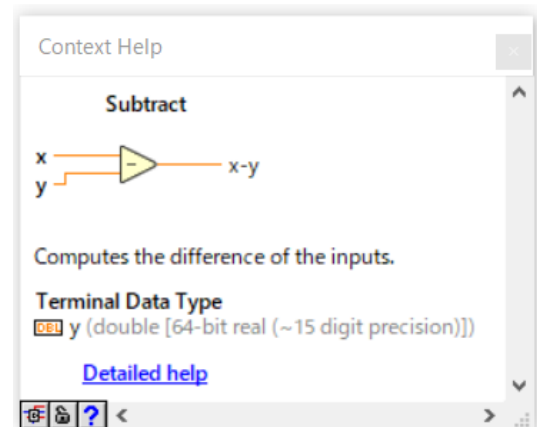 Context Help
Subtract
x
y
x-y
Computes the difference of the inputs.
Terminal Data Type
DBL y (double [64-bit real (~15 digit precision)])
Detailed help
?